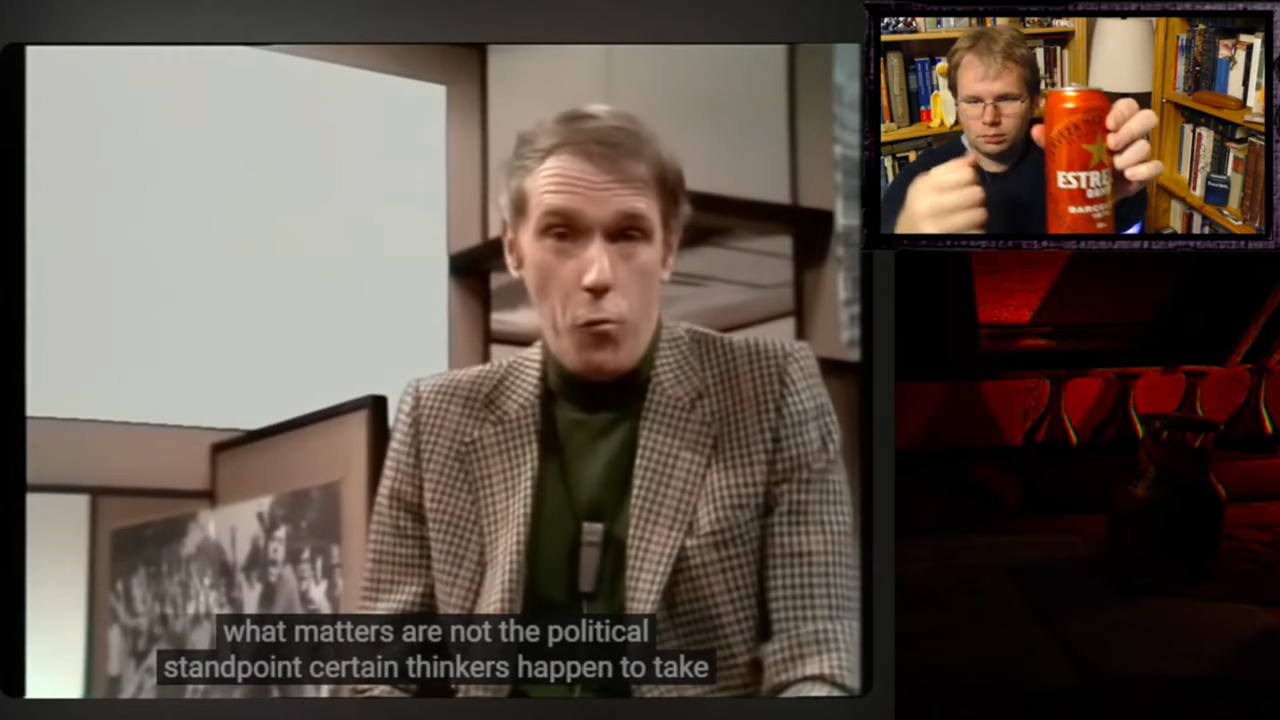 what matters are not the political
standpoint certain thinkers happen to take
ESTRE